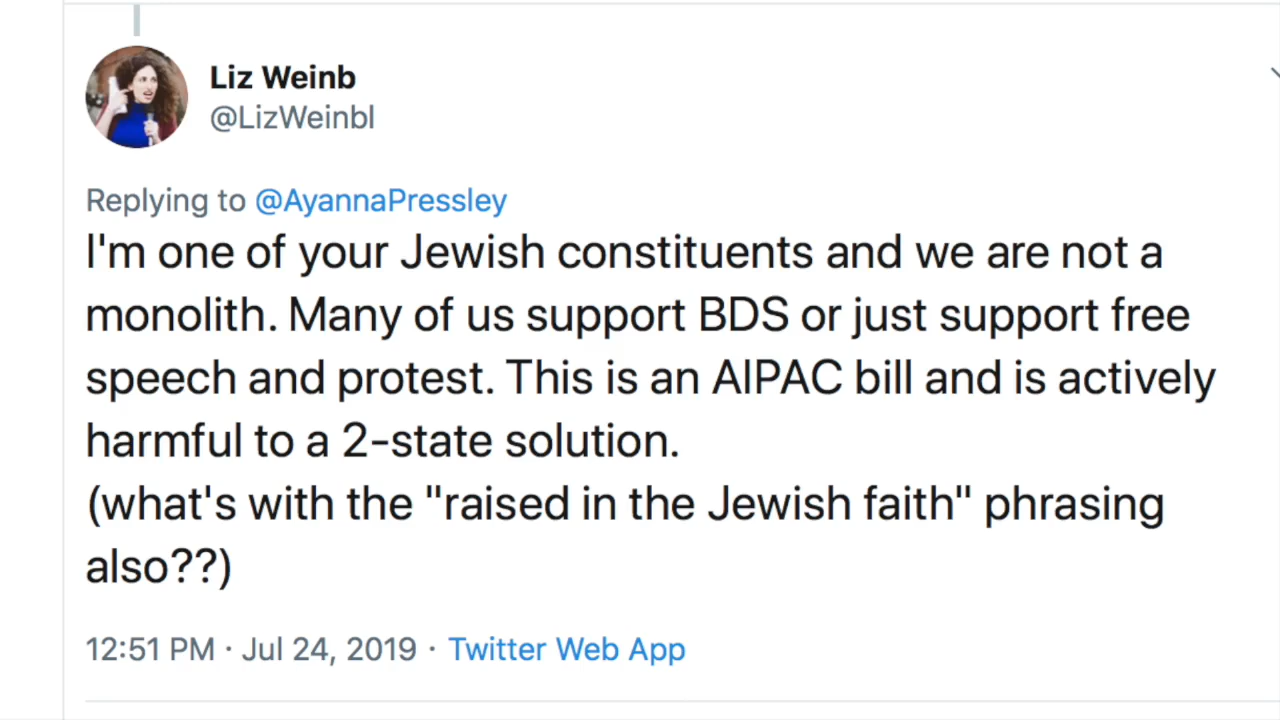 Liz Weinb
@LizWeinbl
Replying to @AyannaPressley
I'm one of your Jewish constituents and we are not a
monolith. Many of us support BDS or just support free
speech and protest. This is an AIPAC bill and is actively
harmful to a 2-state solution.
(what's with the "raised in the Jewish faith" phrasing
also??)
12:51 PM · Jul 24, 2019 · Twitter Web App